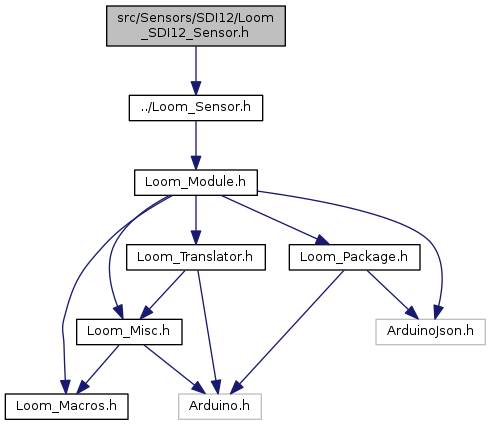 src/Sensors/SDI12/Loom
_SDI12_Sensor.h
../Loom_Sensor.h
Loom_Module.h
Loom_Translator.h
Loom_Package.h
Loom_Misc.h
ArduinoJson.h
Loom_Macros.h
Arduino.h